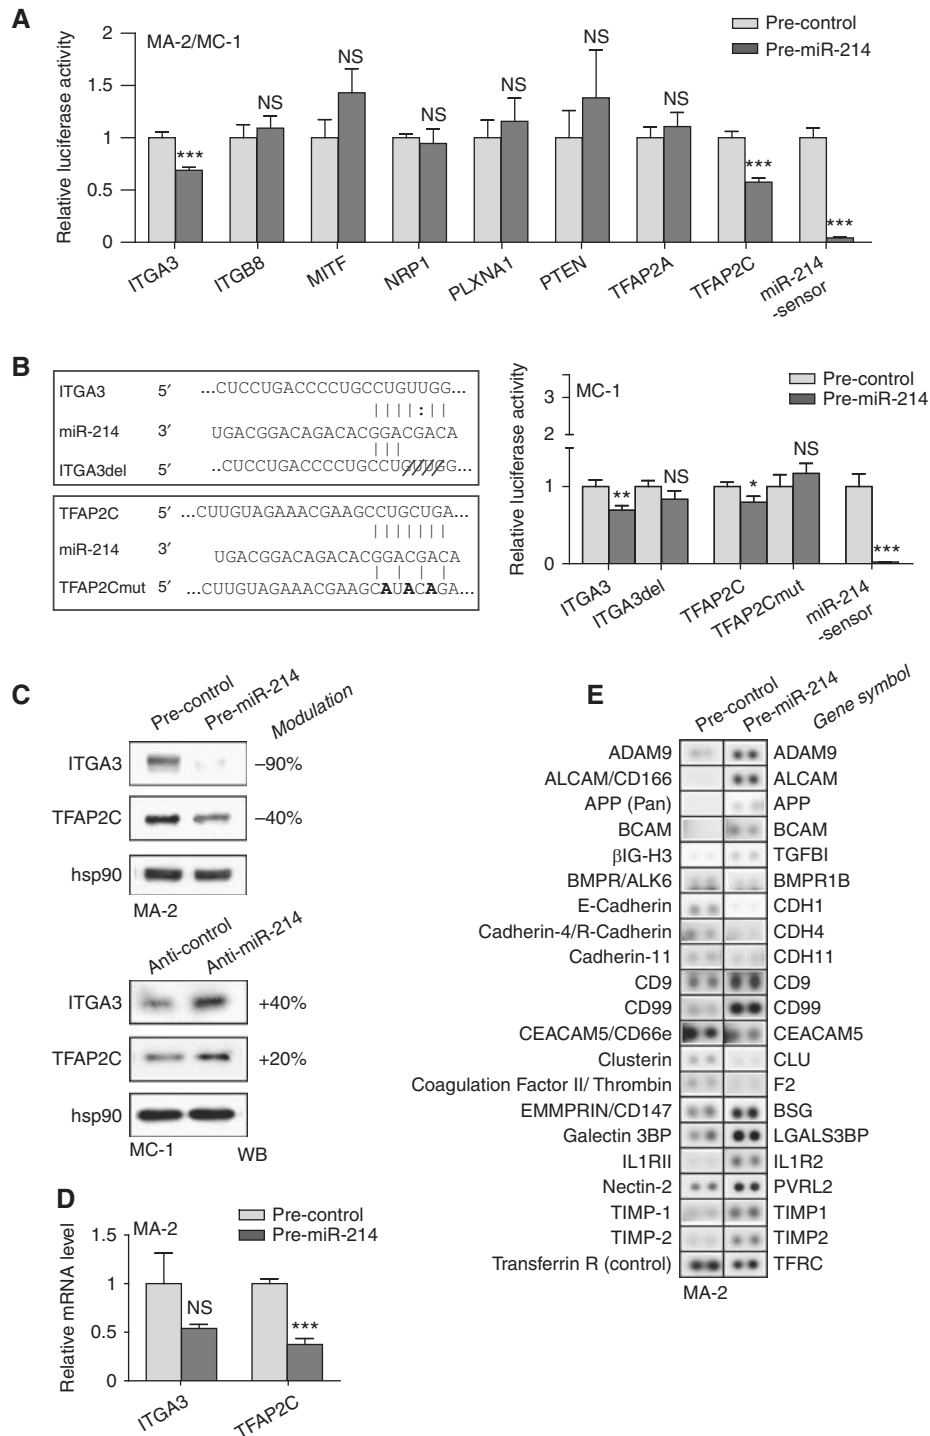 A
MA-2/MC-1
Pre-control
Pre-miR-214
Relative luciferase activity
2
1.5
1
0.5
0
***
NS
NS
NS
NS
NS
NS
***
***
ITGA3
ITGB8
MITF
NRP1
PLXNA1
PTEN
TFAP2A
TFAP2C
miR-214
-sensor
B
ITGA3 5′ ...CUCCUGACCCCUGCCUGUUGG...
||||:||
miR-214 3′ UGACGGACAGACACGGACGACA
|||
ITGA3del 5′ ...CUCCUGACCCCUGCCUGUUGG...
TFAP2C 5′ ...CUUGUAGAAACGAAGCCUGCUGA...
|||||||
miR-214 3′ UGACGGACAGACACGGACGACA
| | | |
TFAP2Cmut 5′ ...CUUGUAGAAACGAAGCAUACAGA...
MC-1
Pre-control
Pre-miR-214
Relative luciferase activity
3
2
1
0
**
NS
*
NS
***
ITGA3
ITGA3del
TFAP2C
TFAP2Cmut
miR-214
-sensor
C
Pre-control
Pre-miR-214
Modulation
ITGA3 –90%
TFAP2C –40%
hsp90
MA-2
Anti-control
Anti-miR-214
ITGA3 +40%
TFAP2C +20%
hsp90
MC-1 WB
D
MA-2
Pre-control
Pre-miR-214
Relative mRNA level
1.5
1
0.5
0
NS
***
ITGA3
TFAP2C
E
Pre-control
Pre-miR-214
Gene symbol
ADAM9 ADAM9
ALCAM/CD166 ALCAM
APP (Pan) APP
BCAM BCAM
βIG-H3 TGFBI
BMPR/ALK6 BMPR1B
E-Cadherin CDH1
Cadherin-4/R-Cadherin CDH4
Cadherin-11 CDH11
CD9 CD9
CD99 CD99
CEACAM5/CD66e CEACAM5
Clusterin CLU
Coagulation Factor II/ Thrombin F2
EMMPRIN/CD147 BSG
Galectin 3BP LGALS3BP
IL1RII IL1R2
Nectin-2 PVRL2
TIMP-1 TIMP1
TIMP-2 TIMP2
Transferrin R (control) TFRC
MA-2